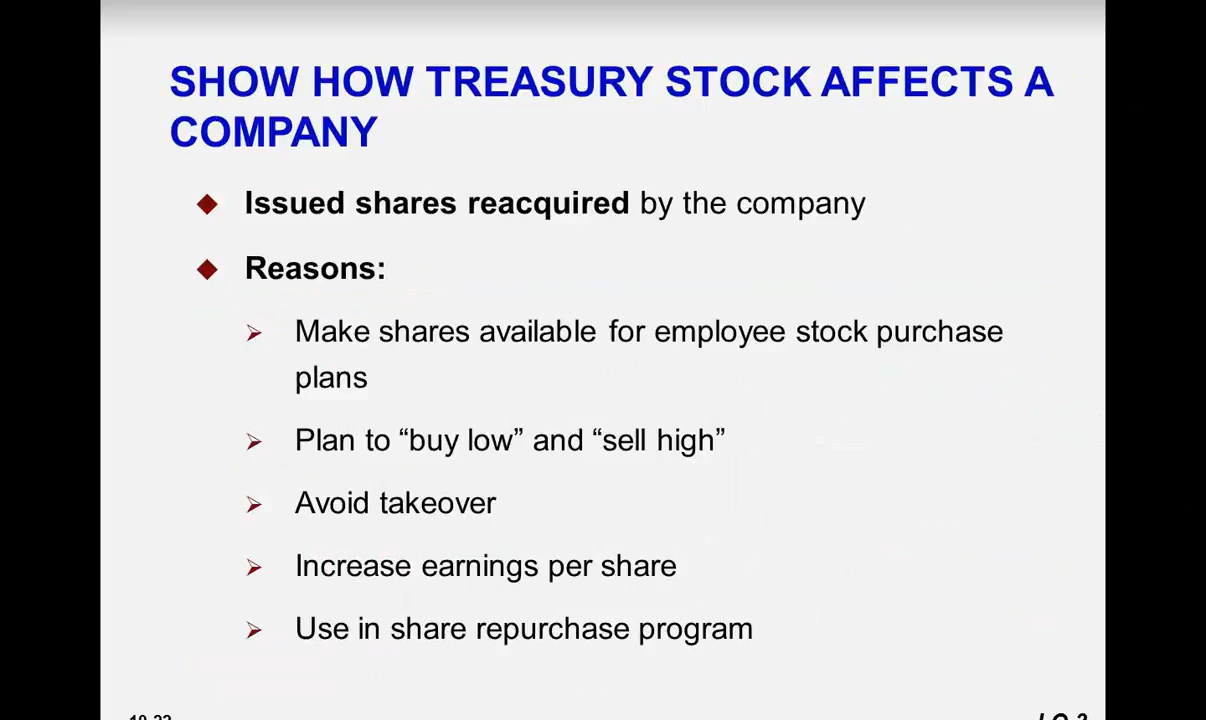 SHOW HOW TREASURY STOCK AFFECTS A
COMPANY
Issued shares reacquired by the company
Reasons:
Make shares available for employee stock purchase
plans
Plan to “buy low” and “sell high”
Avoid takeover
Increase earnings per share
Use in share repurchase program